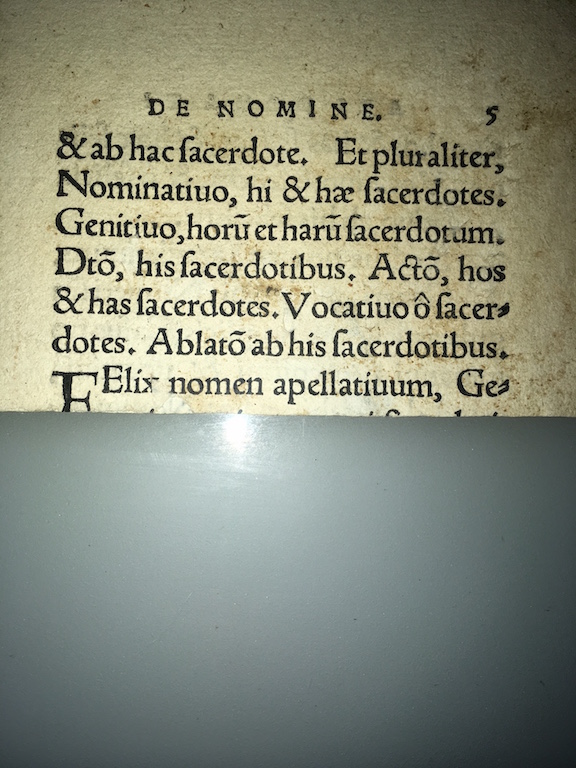 DE NOMINE. 5
& ab hac ſacerdote. Et pluraliter,
Nominatiuo, hi & hæ ſacerdotes.
Genitiuo, horũ et harũ ſacerdotum.
Dtõ, his ſacerdotibus. Actõ, hos
& has ſacerdotes. Vocatiuo ô ſacer⸗
dotes. Ablatõ ab his ſacerdotibus.
FElix nomen apellatiuum, Ge⸗